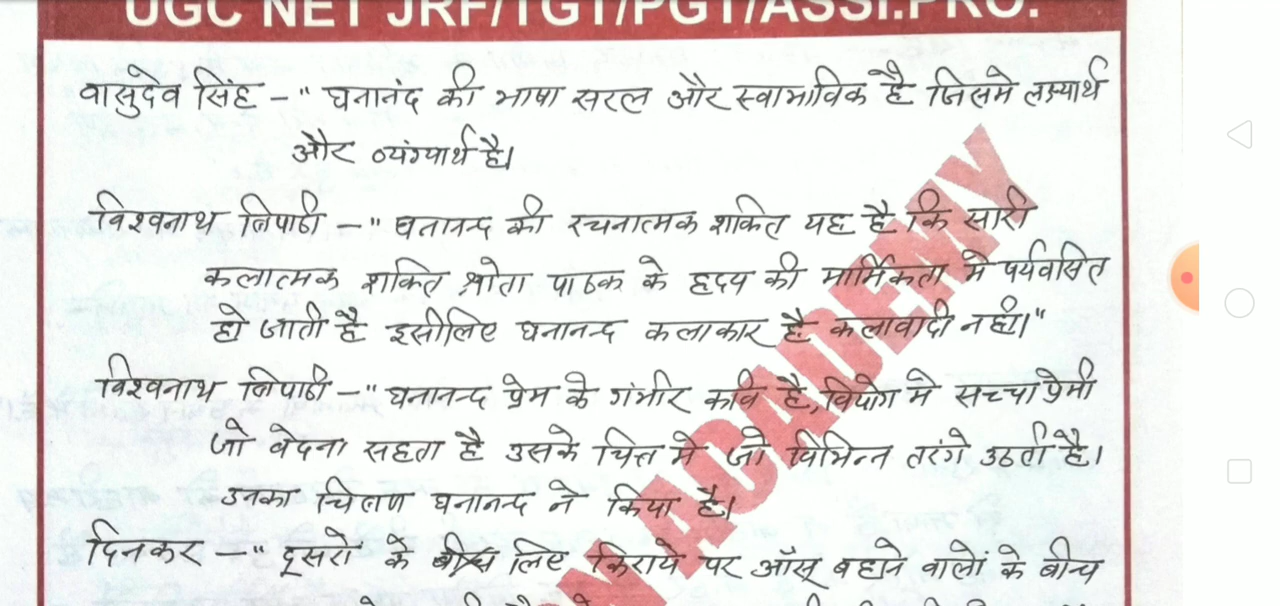 UGC NET JRF/TGT/PGT/ASSI.PRO.
वासुदेव सिंह - " घनानंद की भाषा सरल और स्वाभाविक है जिसमे लक्ष्यार्थ
और व्यंग्यार्थ है।
विश्वनाथ त्रिपाठी - " घनानन्द की रचनात्मक शक्ति यह है कि सारी
कलात्मक शक्ति श्रोता पाठक के हृदय की मार्मिकता मे पर्यवसित
हो जाती है इसीलिए घनानन्द कलाकार है कलावादी नहीं।"
विश्वनाथ त्रिपाठी - " घनानन्द प्रेम के गंभीर कवि है, वियोग मे सच्चा प्रेमी
जो वेदना सहता है उसके चित्त मे जो विभिन्न तरंगे उठती है।
उनका चित्रण घनानन्द ने किया है।
दिनकर - " दूसरों के लिए किराये पर आँसू बहाने वालों के बीच
ACADEMY